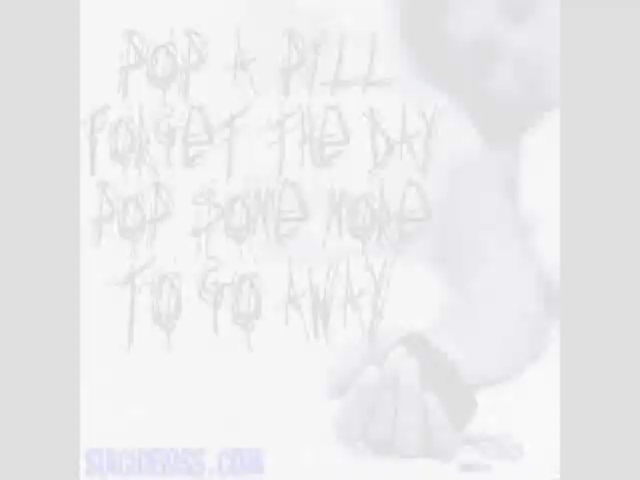 POP A PILL
FORGET THE DAY
POP SOME MORE
TO GO AWAY